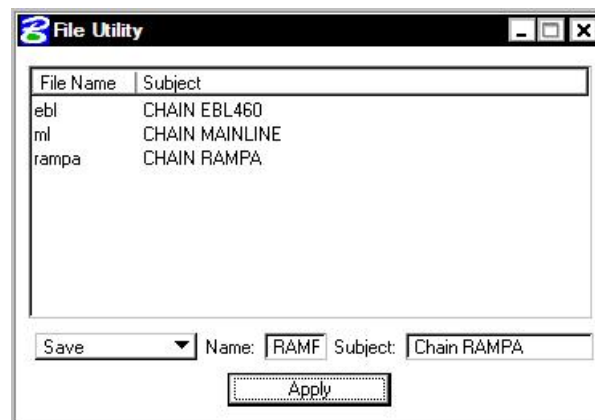 File Utility
File Name Subject
ebl CHAIN EBL460
ml CHAIN MAINLINE
rampa CHAIN RAMPA
Save Name: RAMF Subject: Chain RAMPA
Apply